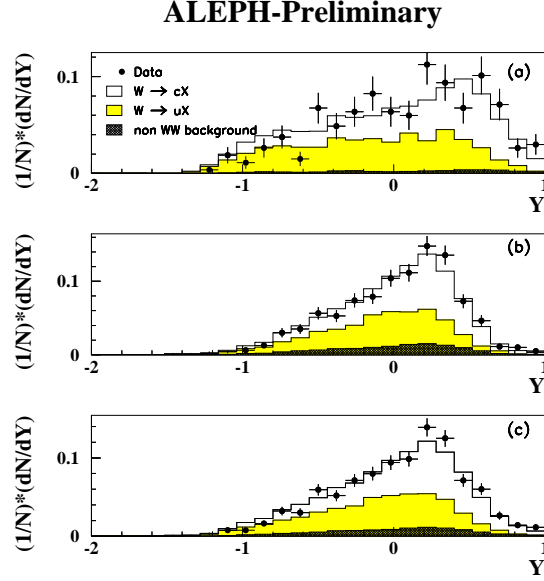 ALEPH-Preliminary
(1/N)*(dN/dY)
0.1
0
Data
W → cX
W → uX
non WW background
(a)
-2
-1
0
1
Y
(1/N)*(dN/dY)
0.1
0
(b)
-2
-1
0
1
Y
(1/N)*(dN/dY)
0.1
0
(c)
-2
-1
0
1
Y